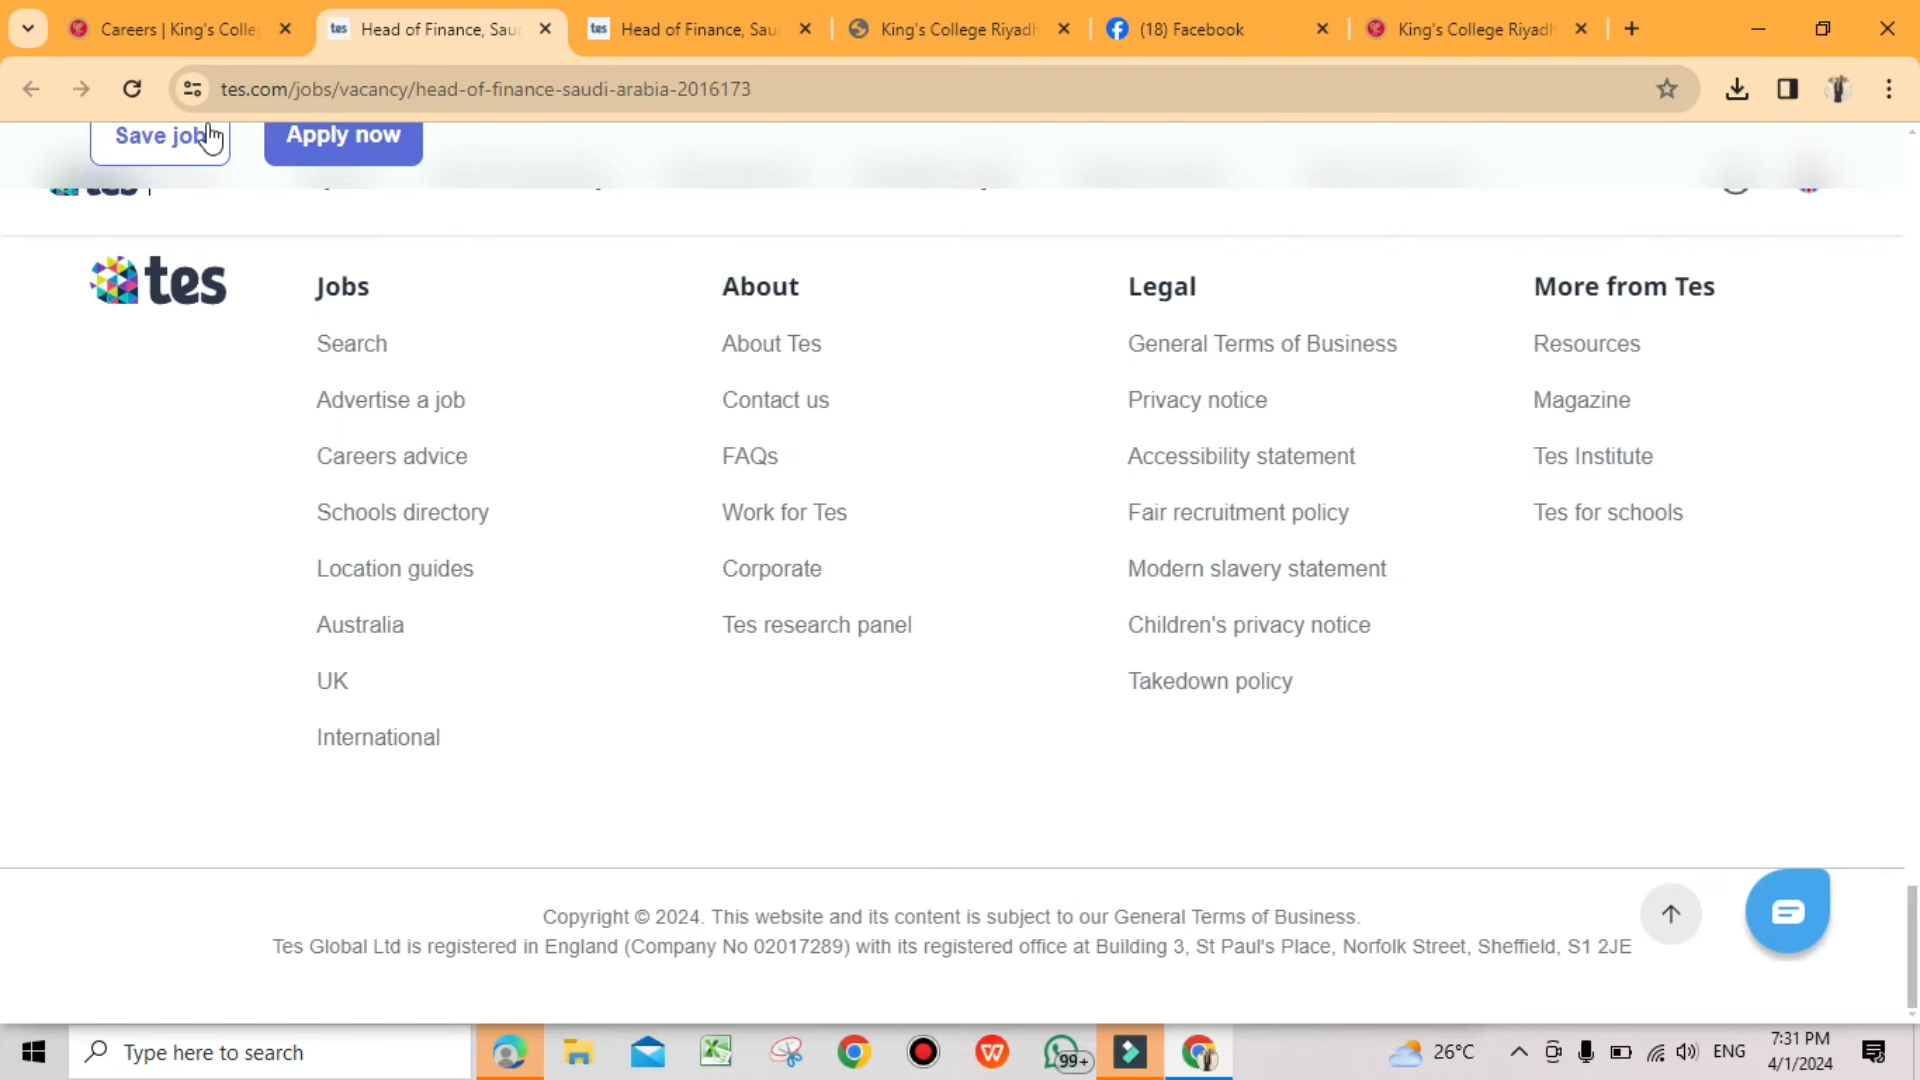 Careers | King's Colle
Head of Finance, Sau
Head of Finance, Sau
King's College Riyadh
(18) Facebook
King's College Riyadh
tes.com/jobs/vacancy/head-of-finance-saudi-arabia-2016173
Save job
Apply now
tes
Jobs
Search
Advertise a job
Careers advice
Schools directory
Location guides
Australia
UK
International
About
About Tes
Contact us
FAQs
Work for Tes
Corporate
Tes research panel
Legal
General Terms of Business
Privacy notice
Accessibility statement
Fair recruitment policy
Modern slavery statement
Children's privacy notice
Takedown policy
More from Tes
Resources
Magazine
Tes Institute
Tes for schools
Copyright © 2024. This website and its content is subject to our General Terms of Business.
Tes Global Ltd is registered in England (Company No 02017289) with its registered office at Building 3, St Paul's Place, Norfolk Street, Sheffield, S1 2JE
Type here to search
99+
26°C
ENG
7:31 PM
4/1/2024